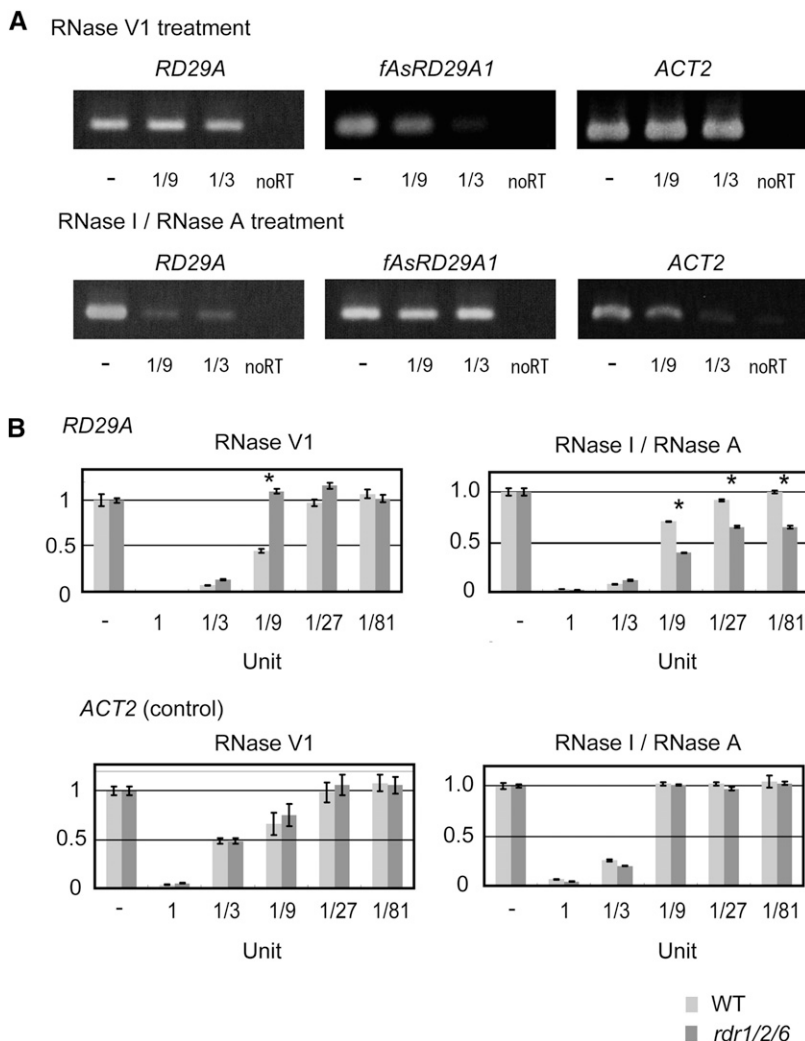 A
RNase V1 treatment
RD29A fAsRD29A1 ACT2
- 1/9 1/3 noRT - 1/9 1/3 noRT - 1/9 1/3 noRT
RNase I / RNase A treatment
RD29A fAsRD29A1 ACT2
- 1/9 1/3 noRT - 1/9 1/3 noRT - 1/9 1/3 noRT
B
RD29A
RNase V1
*
1
0.5
0
- 1 1/3 1/9 1/27 1/81
Unit
RNase I / RNase A
* * *
1.0
0.5
0
- 1 1/3 1/9 1/27 1/81
Unit
ACT2 (control)
RNase V1
1
0.5
0
- 1 1/3 1/9 1/27 1/81
Unit
RNase I / RNase A
1.0
0.5
0
- 1 1/3 1/9 1/27 1/81
Unit
WT
rdr1/2/6